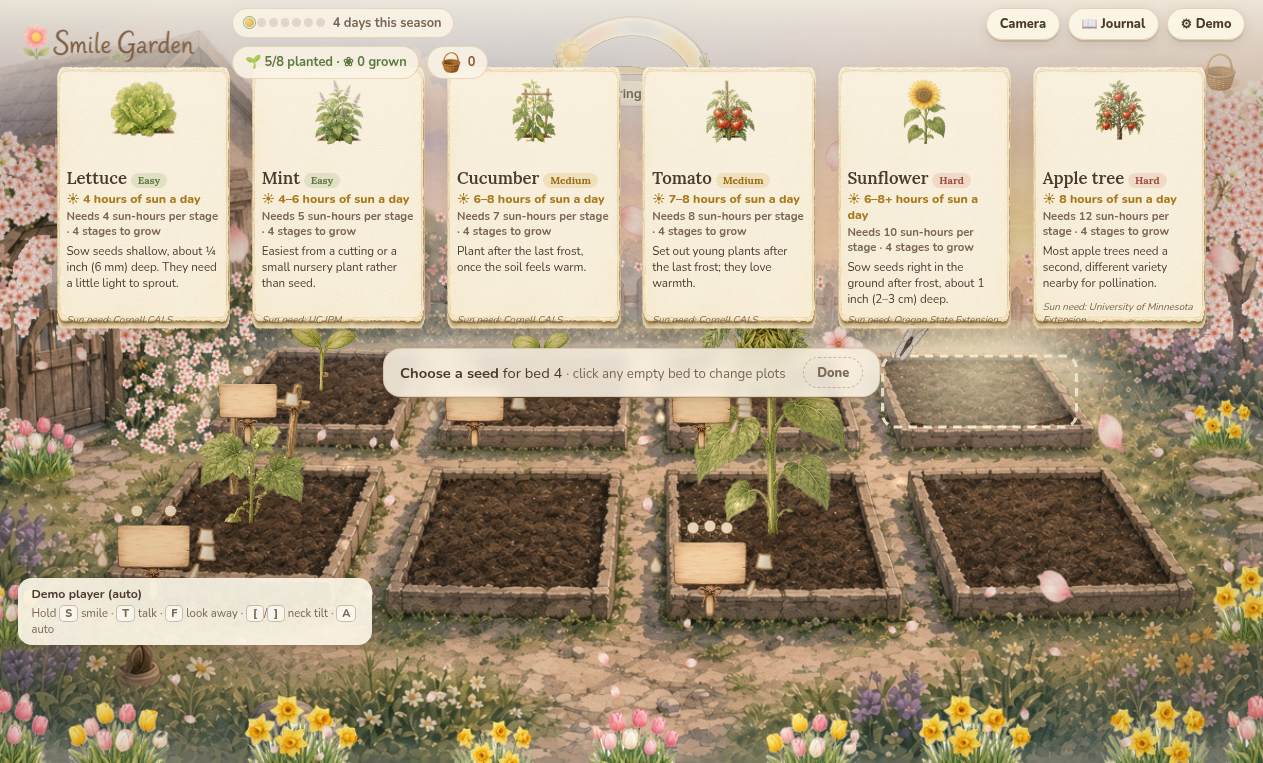 Smile Garden
4 days this season
Camera
📖 Journal
⚙ Demo
🌱 5/8 planted · ❀ 0 grown
0
ring
Lettuce Easy
☀ 4 hours of sun a day
Needs 4 sun-hours per stage
· 4 stages to grow
Sow seeds shallow, about ¼
inch (6 mm) deep. They need
a little light to sprout.
Sun need: Cornell CALS
Mint Easy
☀ 4–6 hours of sun a day
Needs 5 sun-hours per stage
· 4 stages to grow
Easiest from a cutting or a
small nursery plant rather
than seed.
Sun need: UC IPM
Cucumber Medium
☀ 6–8 hours of sun a day
Needs 7 sun-hours per stage
· 4 stages to grow
Plant after the last frost,
once the soil feels warm.
Sun need: Cornell CALS
Tomato Medium
☀ 7–8 hours of sun a day
Needs 8 sun-hours per stage
· 4 stages to grow
Set out young plants after
the last frost; they love
warmth.
Sun need: Cornell CALS
Sunflower Hard
☀ 6–8+ hours of sun a
day
Needs 10 sun-hours per
stage · 4 stages to grow
Sow seeds right in the
ground after frost, about 1
inch (2–3 cm) deep.
Sun need: Oregon State Extension
Apple tree Hard
☀ 8 hours of sun a day
Needs 12 sun-hours per
stage · 4 stages to grow
Most apple trees need a
second, different variety
nearby for pollination.
Sun need: University of Minnesota
Extension
Choose a seed for bed 4 · click any empty bed to change plots
Done
Demo player (auto)
Hold S smile · T talk · F look away · [ / ] neck tilt · A
auto